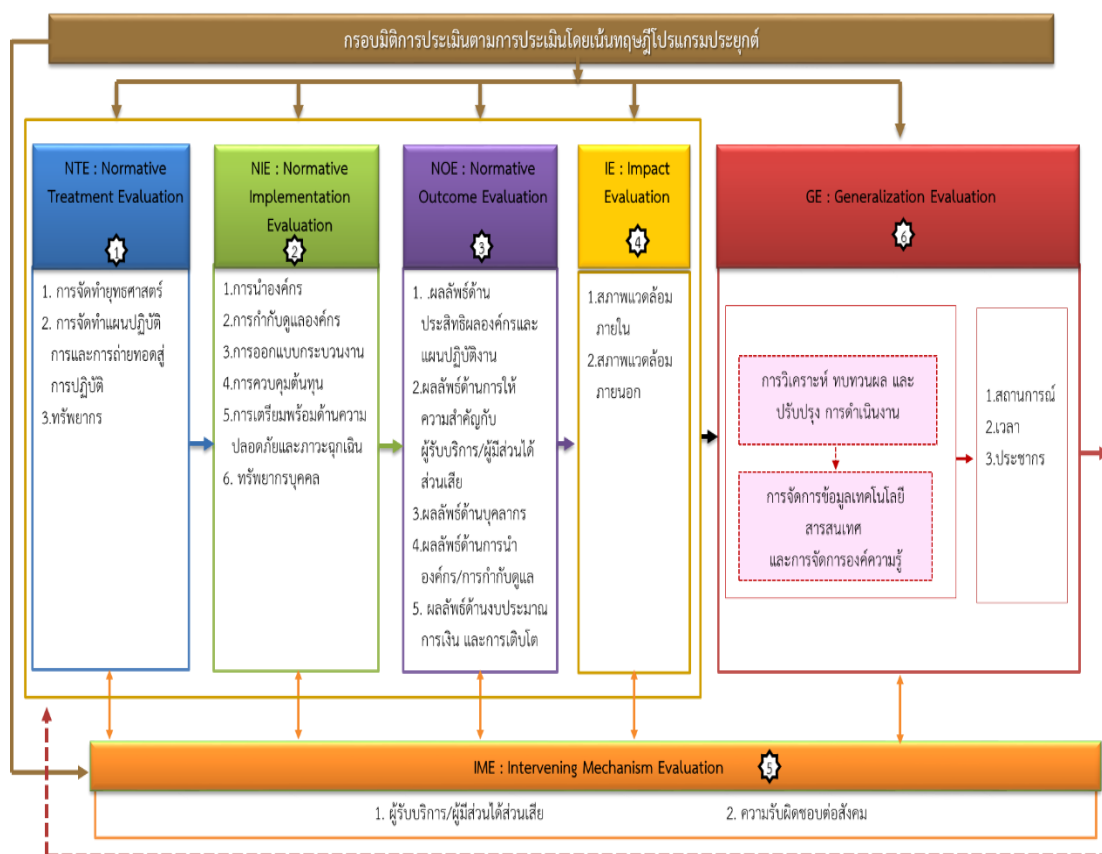 กรอบมิติการประเมินตามการประเมินโดยเน้นทฤษฎีโปรแกรมประยุกต์
NTE : Normative
Treatment Evaluation
1
1. การจัดทำยุทธศาสตร์
2. การจัดทำแผนปฏิบัติ
การและการถ่ายทอดสู่
การปฏิบัติ
3.ทรัพยากร
NIE : Normative
Implementation
Evaluation
2
1.การนำองค์กร
2.การกำกับดูแลองค์กร
3.การออกแบบกระบวนงาน
4.การควบคุมต้นทุน
5.การเตรียมพร้อมด้านความ
ปลอดภัยและภาวะฉุกเฉิน
6. ทรัพยากรบุคคล
NOE : Normative
Outcome Evaluation
3
1. .ผลลัพธ์ด้าน
ประสิทธิผลองค์กรและ
แผนปฏิบัติงาน
2.ผลลัพธ์ด้านการให้
ความสำคัญกับ
ผู้รับบริการ/ผู้มีส่วนได้
ส่วนเสีย
3.ผลลัพธ์ด้านบุคลากร
4.ผลลัพธ์ด้านการนำ
องค์กร/การกำกับดูแล
5. ผลลัพธ์ด้านงบประมาณ
การเงิน และการเติบโต
IE : Impact
Evaluation
4
1.สภาพแวดล้อม
ภายใน
2.สภาพแวดล้อม
ภายนอก
GE : Generalization Evaluation
6
การวิเคราะห์ ทบทวนผล และ
ปรับปรุง การดำเนินงาน
การจัดการข้อมูลเทคโนโลยี
สารสนเทศ
และการจัดการองค์ความรู้
1.สถานการณ์
2.เวลา
3.ประชากร
IME : Intervening Mechanism Evaluation
5
1. ผู้รับบริการ/ผู้มีส่วนได้ส่วนเสีย
2. ความรับผิดชอบต่อสังคม